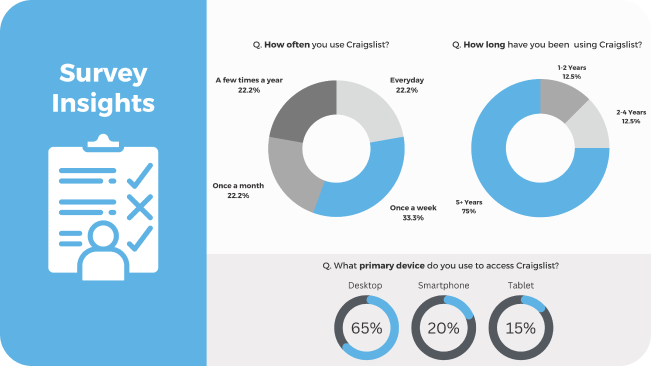 Survey
Insights
Q. How often you use Craigslist?
A few times a year
22.2%
Everyday
22.2%
Once a month
22.2%
Once a week
33.3%
Q. How long have you been using Craigslist?
1-2 Years
12.5%
2-4 Years
12.5%
5+ Years
75%
Q. What primary device do you use to access Craigslist?
Desktop
65%
Smartphone
20%
Tablet
15%